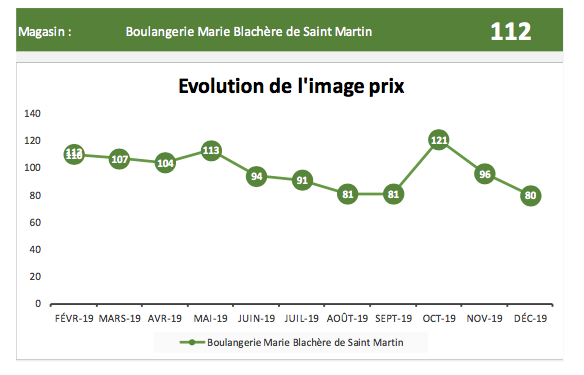 Magasin : Boulangerie Marie Blachère de Saint Martin 112
Evolution de l'image prix
140
120
100
80
60
40
20
0
107 104 113 94 91 81 81 121 96 80
FÉVR-19 MARS-19 AVR-19 MAI-19 JUIN-19 JUIL-19 AOÛT-19 SEPT-19 OCT-19 NOV-19 DÉC-19
Boulangerie Marie Blachère de Saint Martin